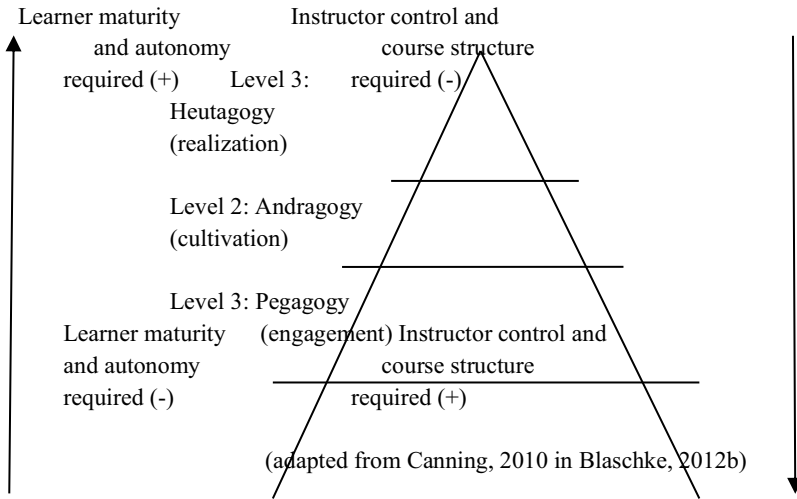 Learner maturity Instructor control and
and autonomy course structure
required (+) Level 3: required (-)
Heutagogy
(realization)
Level 2: Andragogy
(cultivation)
Level 3: Pegagogy
Learner maturity (engagement) Instructor control and
and autonomy course structure
required (-) required (+)
(adapted from Canning, 2010 in Blaschke, 2012b)